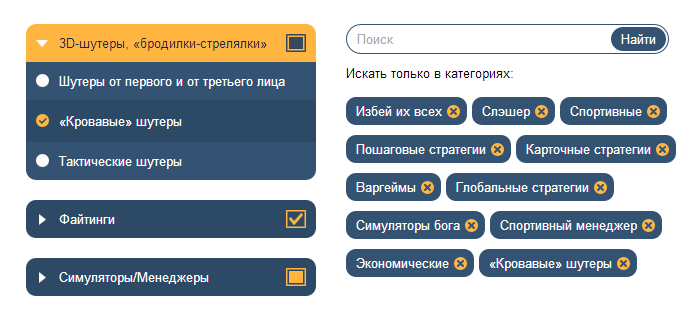 3D-шутеры, «бродилки-стрелялки»
Шутеры от первого и от третьего лица
«Кровавые» шутеры
Тактические шутеры
Файтинги
Симуляторы/Менеджеры
Поиск Найти
Искать только в категориях:
Избей их всех Слэшер Спортивные
Пошаговые стратегии Карточные стратегии
Варгеймы Глобальные стратегии
Симуляторы бога Спортивный менеджер
Экономические «Кровавые» шутеры